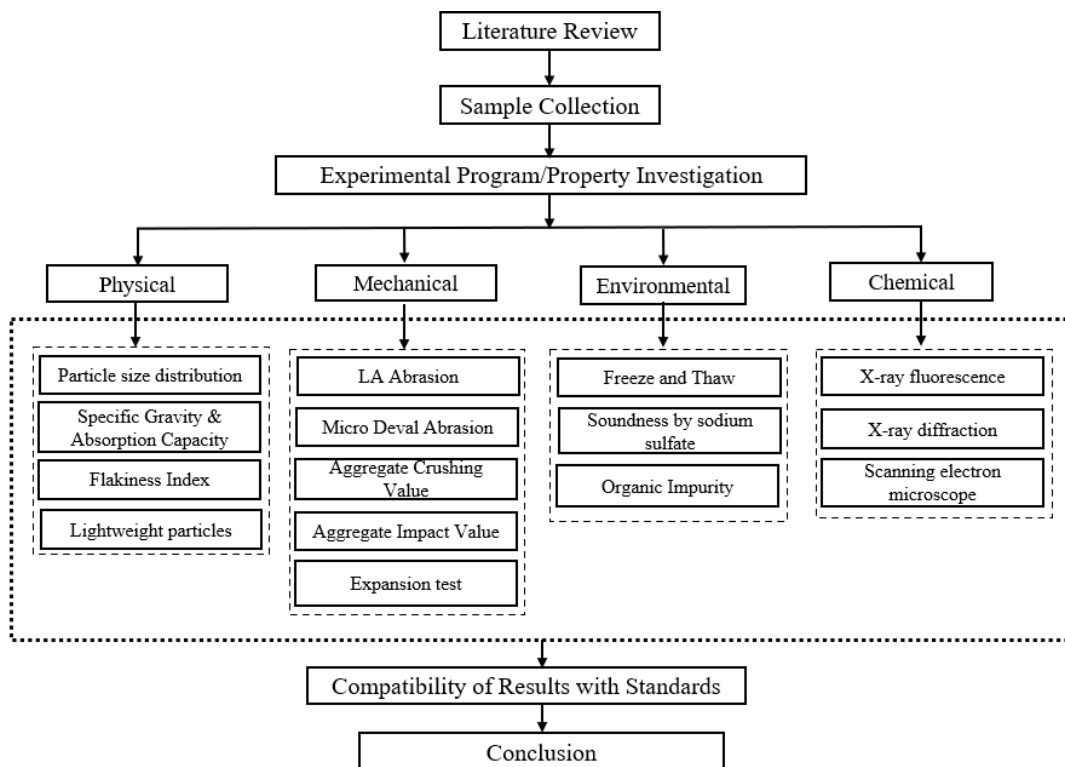 Literature Review
Sample Collection
Experimental Program/Property Investigation
Physical
Mechanical
Environmental
Chemical
Particle size distribution
Specific Gravity &
Absorption Capacity
Flakiness Index
Lightweight particles
LA Abrasion
Micro Deval Abrasion
Aggregate Crushing
Value
Aggregate Impact Value
Expansion test
Freeze and Thaw
Soundness by sodium
sulfate
Organic Impurity
X-ray fluorescence
X-ray diffraction
Scanning electron
microscope
Compatibility of Results with Standards
Conclusion